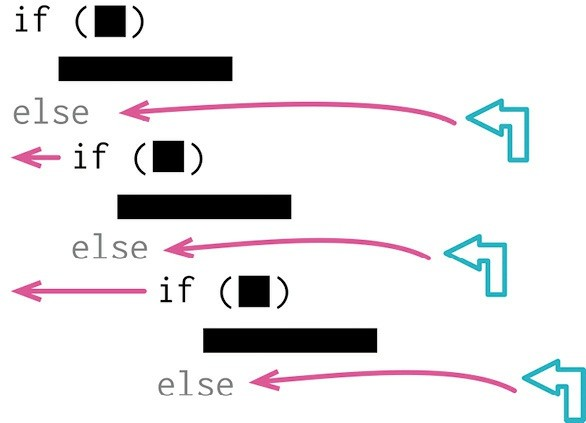 if (■)
else
if (■)
else
if (■)
else